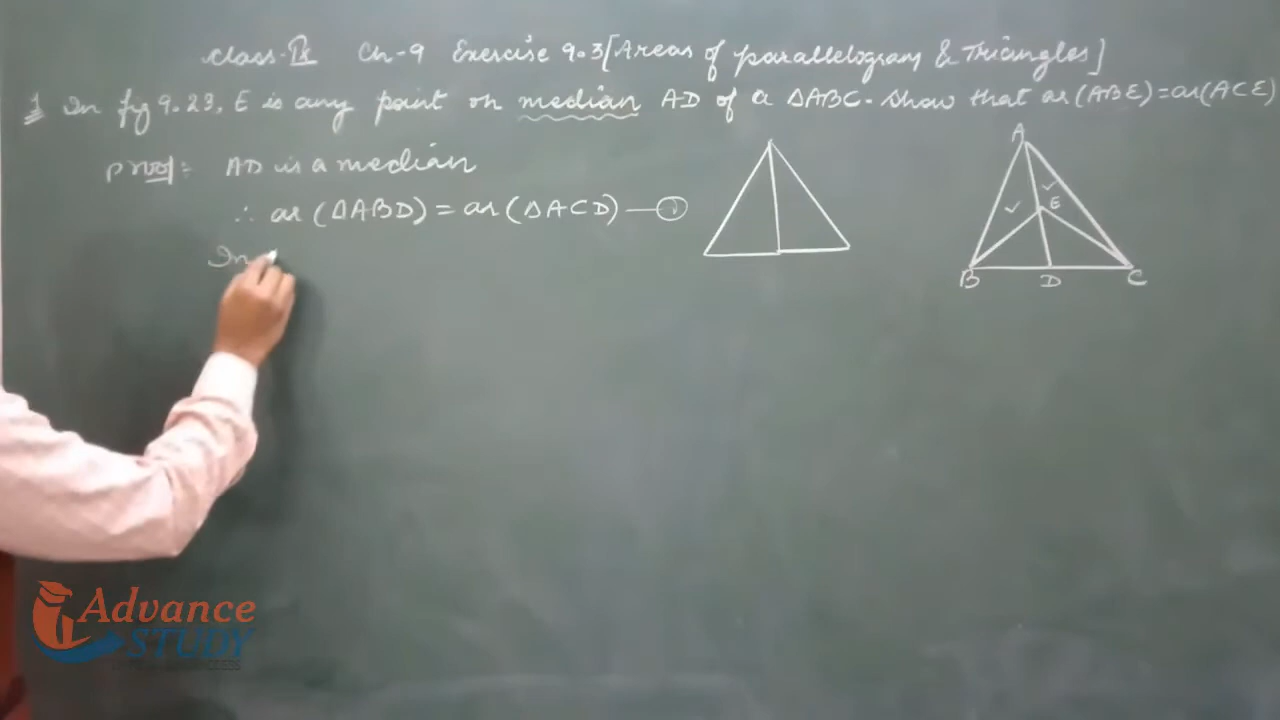 Class-IX Ch-9 Exercise 9.3 [Areas of parallelogram & Triangles]
1 In fig 9.23, E is any point on median AD of a ΔABC. Show that ar(ABE)=ar(ACE)
Proof:- AD is a median
∴ ar(ΔABD) = ar(ΔACD) — ①
In
A
E
B D C
Advance
STUDY